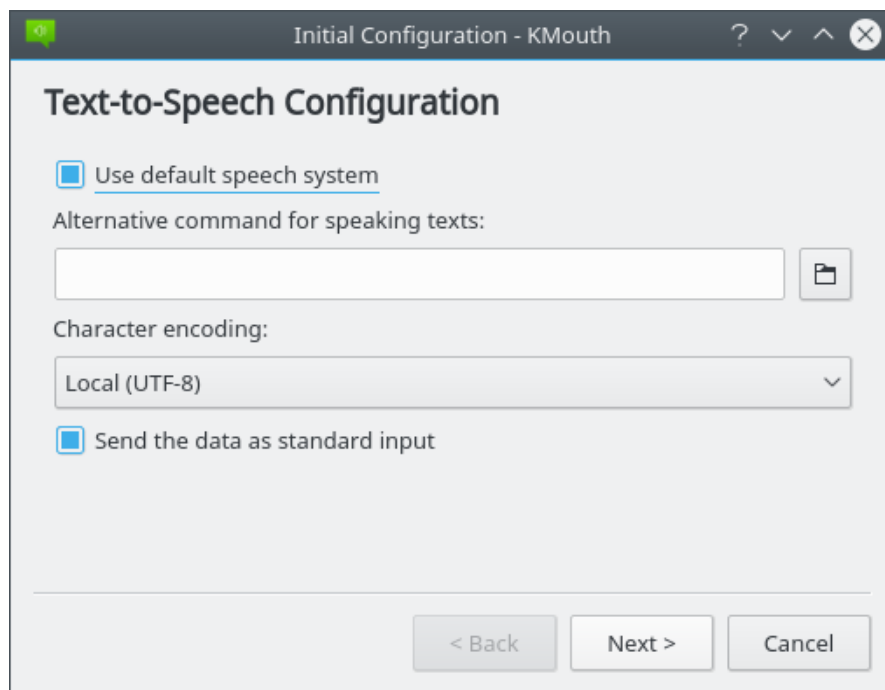 Initial Configuration - KMouth
Text-to-Speech Configuration
Use default speech system
Alternative command for speaking texts:
Character encoding:
Local (UTF-8)
Send the data as standard input
< Back Next > Cancel